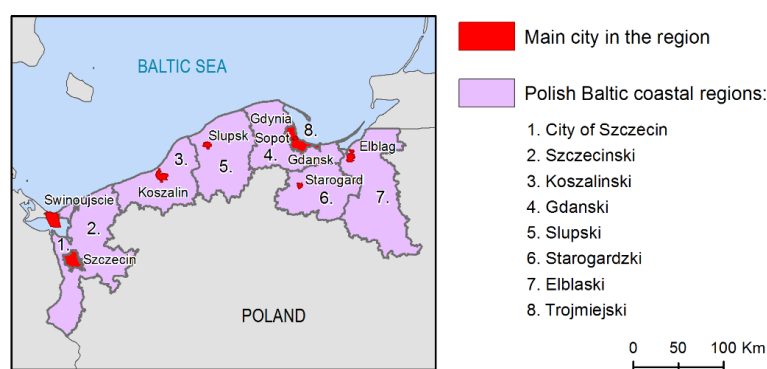 BALTIC SEA
Gdynia
8.
Slupsk
Sopot
Elblag
3.
4.
5.
Gdansk
Koszalin
Starogard
6.
7.
Swinoujscie
2.
1.
Szczecin
POLAND
Main city in the region
Polish Baltic coastal regions:
1. City of Szczecin
2. Szczecinski
3. Koszalinski
4. Gdanski
5. Slupski
6. Starogardzki
7. Elblaski
8. Trojmiejski
0 50 100 Km